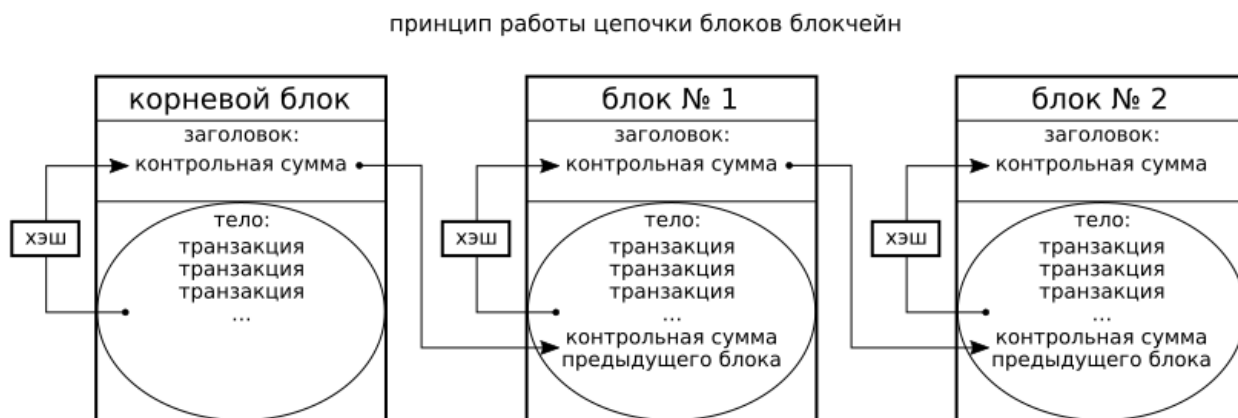 принцип работы цепочки блоков блокчейн
корневой блок
заголовок:
контрольная сумма
хэш
тело:
транзакция
транзакция
транзакция
...
блок № 1
заголовок:
контрольная сумма
хэш
тело:
транзакция
транзакция
транзакция
...
контрольная сумма
предыдущего блока
блок № 2
заголовок:
контрольная сумма
хэш
тело:
транзакция
транзакция
транзакция
...
контрольная сумма
предыдущего блока